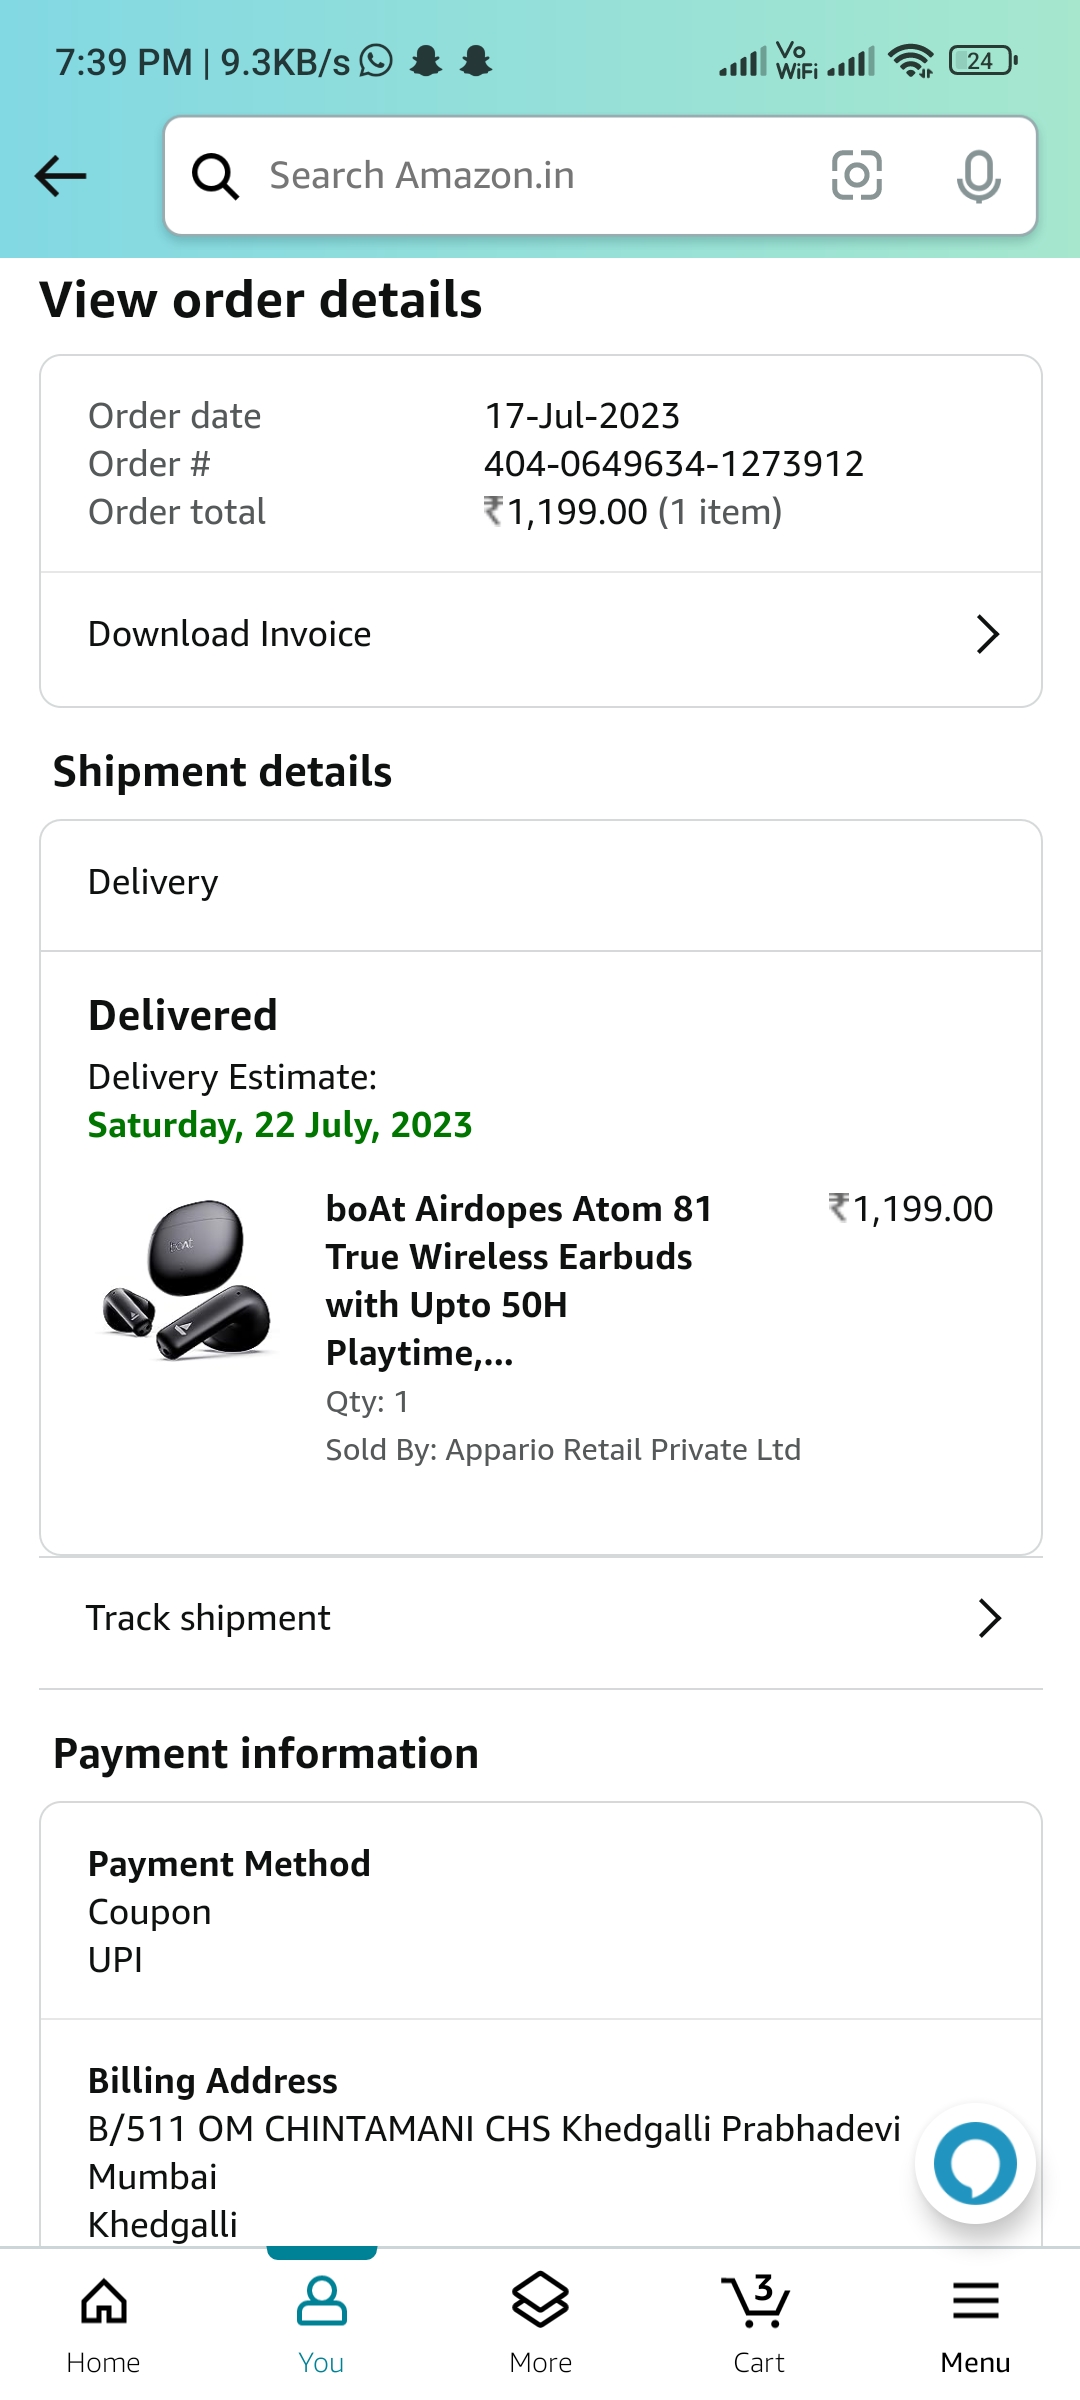 7:39 PM | 9.3KB/s
Vo
WiFi
24
Search Amazon.in
View order details
Order date 17-Jul-2023
Order # 404-0649634-1273912
Order total ₹1,199.00 (1 item)
Download Invoice
Shipment details
Delivery
Delivered
Delivery Estimate:
Saturday, 22 July, 2023
boAt
boAt Airdopes Atom 81 ₹1,199.00
True Wireless Earbuds
with Upto 50H
Playtime,...
Qty: 1
Sold By: Appario Retail Private Ltd
Track shipment
Payment information
Payment Method
Coupon
UPI
Billing Address
B/511 OM CHINTAMANI CHS Khedgalli Prabhadevi
Mumbai
Khedgalli
3
Home You More Cart Menu